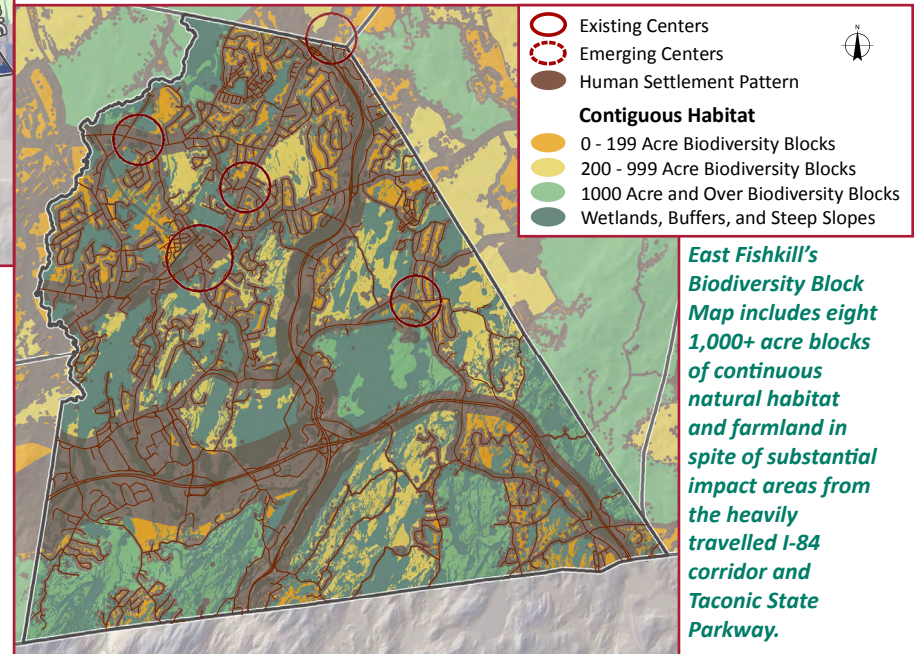 Existing Centers
Emerging Centers
Human Settlement Pattern
N
Contiguous Habitat
0 - 199 Acre Biodiversity Blocks
200 - 999 Acre Biodiversity Blocks
1000 Acre and Over Biodiversity Blocks
Wetlands, Buffers, and Steep Slopes
East Fishkill's
Biodiversity Block
Map includes eight
1,000+ acre blocks
of continuous
natural habitat
and farmland in
spite of substantial
impact areas from
the heavily
travelled I-84
corridor and
Taconic State
Parkway.